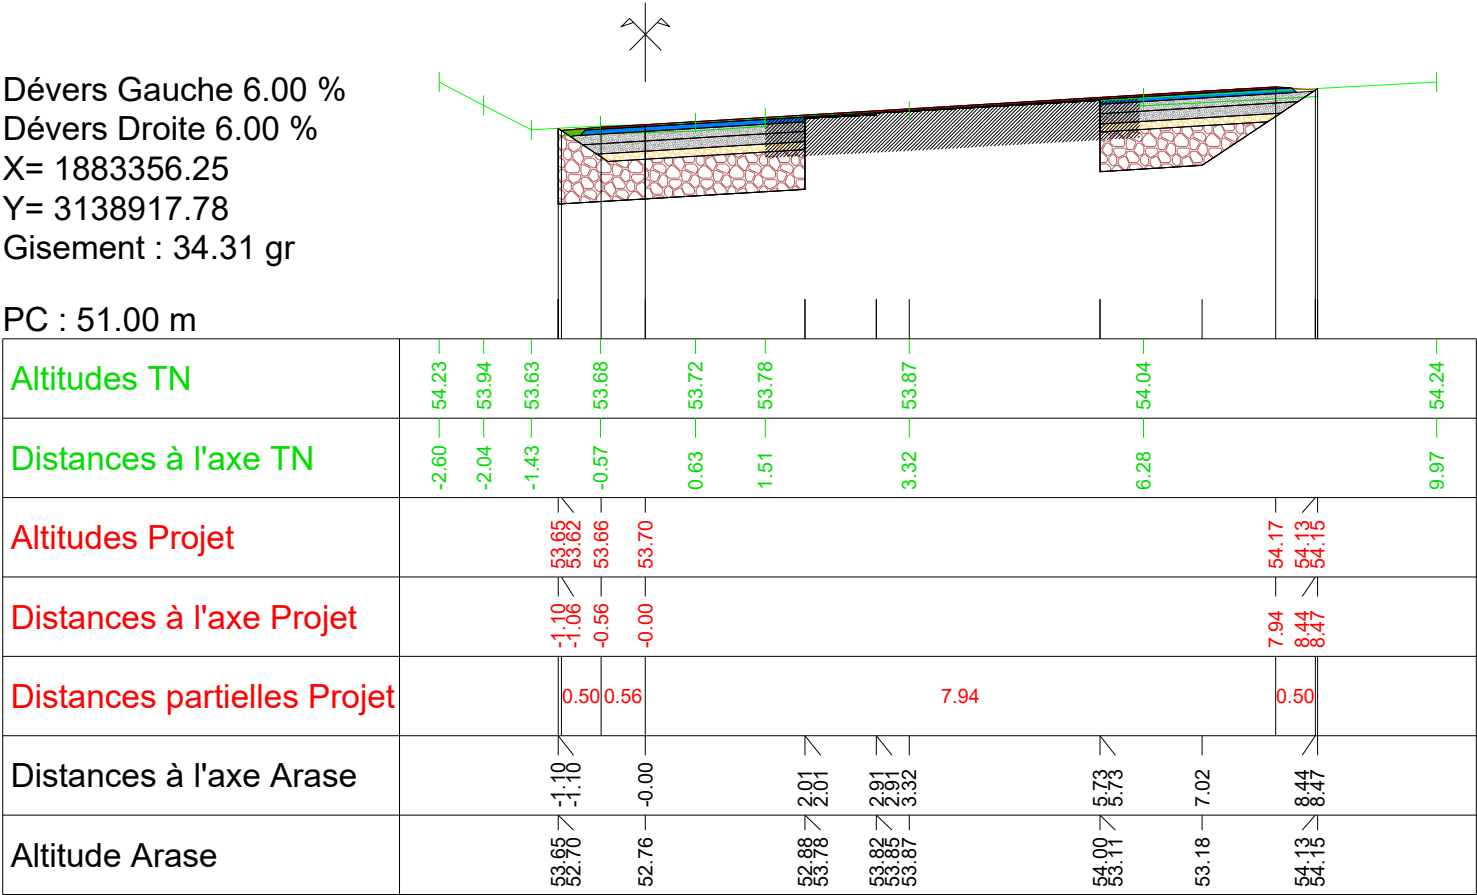 Dévers Gauche 6.00 %
Dévers Droite 6.00 %
X= 1883356.25
Y= 3138917.78
Gisement : 34.31 gr
PC : 51.00 m
Altitudes TN 54.23 53.94 53.63 53.68 53.72 53.78 53.87 54.04 54.24
Distances à l'axe TN -2.60 -2.04 -1.43 -0.57 0.63 1.51 3.32 6.28 9.97
Altitudes Projet 53.65 53.62 53.66 53.70 54.17 54.13 54.15
Distances à l'axe Projet -1.10 -1.06 -0.56 -0.00 7.94 8.44 8.47
Distances partielles Projet 0.50 0.56 7.94 0.50
Distances à l'axe Arase -1.10 -1.10 -0.00 2.01 2.01 2.91 2.91 3.32 5.73 5.73 7.02 8.44 8.47
Altitude Arase 53.65 52.70 52.76 52.88 53.78 53.82 53.85 53.87 54.00 53.11 53.18 54.13 54.15